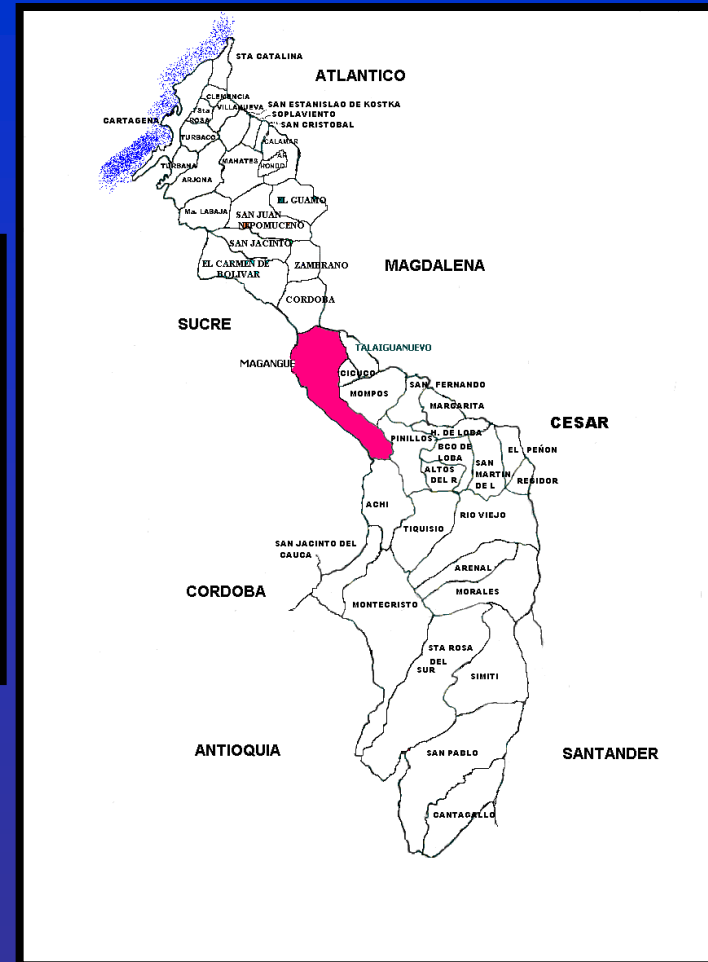 STA CATALINA
ATLANTICO
CLEMENCIA
SAN ESTANISLAO DE KOSTKA
VILLANUEVA
SOPLAVIENTO
CARTAGENA
ROSA
SAN CRISTOBAL
TURBACO
CALAMAR
MAHATES
TURBANA
ARJONA
EL GUAMO
Ma. LABAJA
SAN JUAN
NEPOMUCENO
SAN JACINTO
EL CARMEN DE
BOLIVAR
ZAMBRANO
MAGDALENA
CORDOBA
SUCRE
TALAIGUANUEVO
MAGANGUE
CICUCO
SAN FERNANDO
MOMPOS
MARGARITA
CESAR
H. DE LOBA
PINILLOS
BCO DE
LOBA
EL PEÑON
ALTOS
DEL R
SAN
MARTIN
DE L
REGIDOR
ACHI
RIO VIEJO
TIQUISIO
SAN JACINTO DEL
CAUCA
ARENAL
CORDOBA
MORALES
MONTECRISTO
STA ROSA
DEL
SUR
SIMITI
ANTIOQUIA
SAN PABLO
SANTANDER
CANTAGALLO